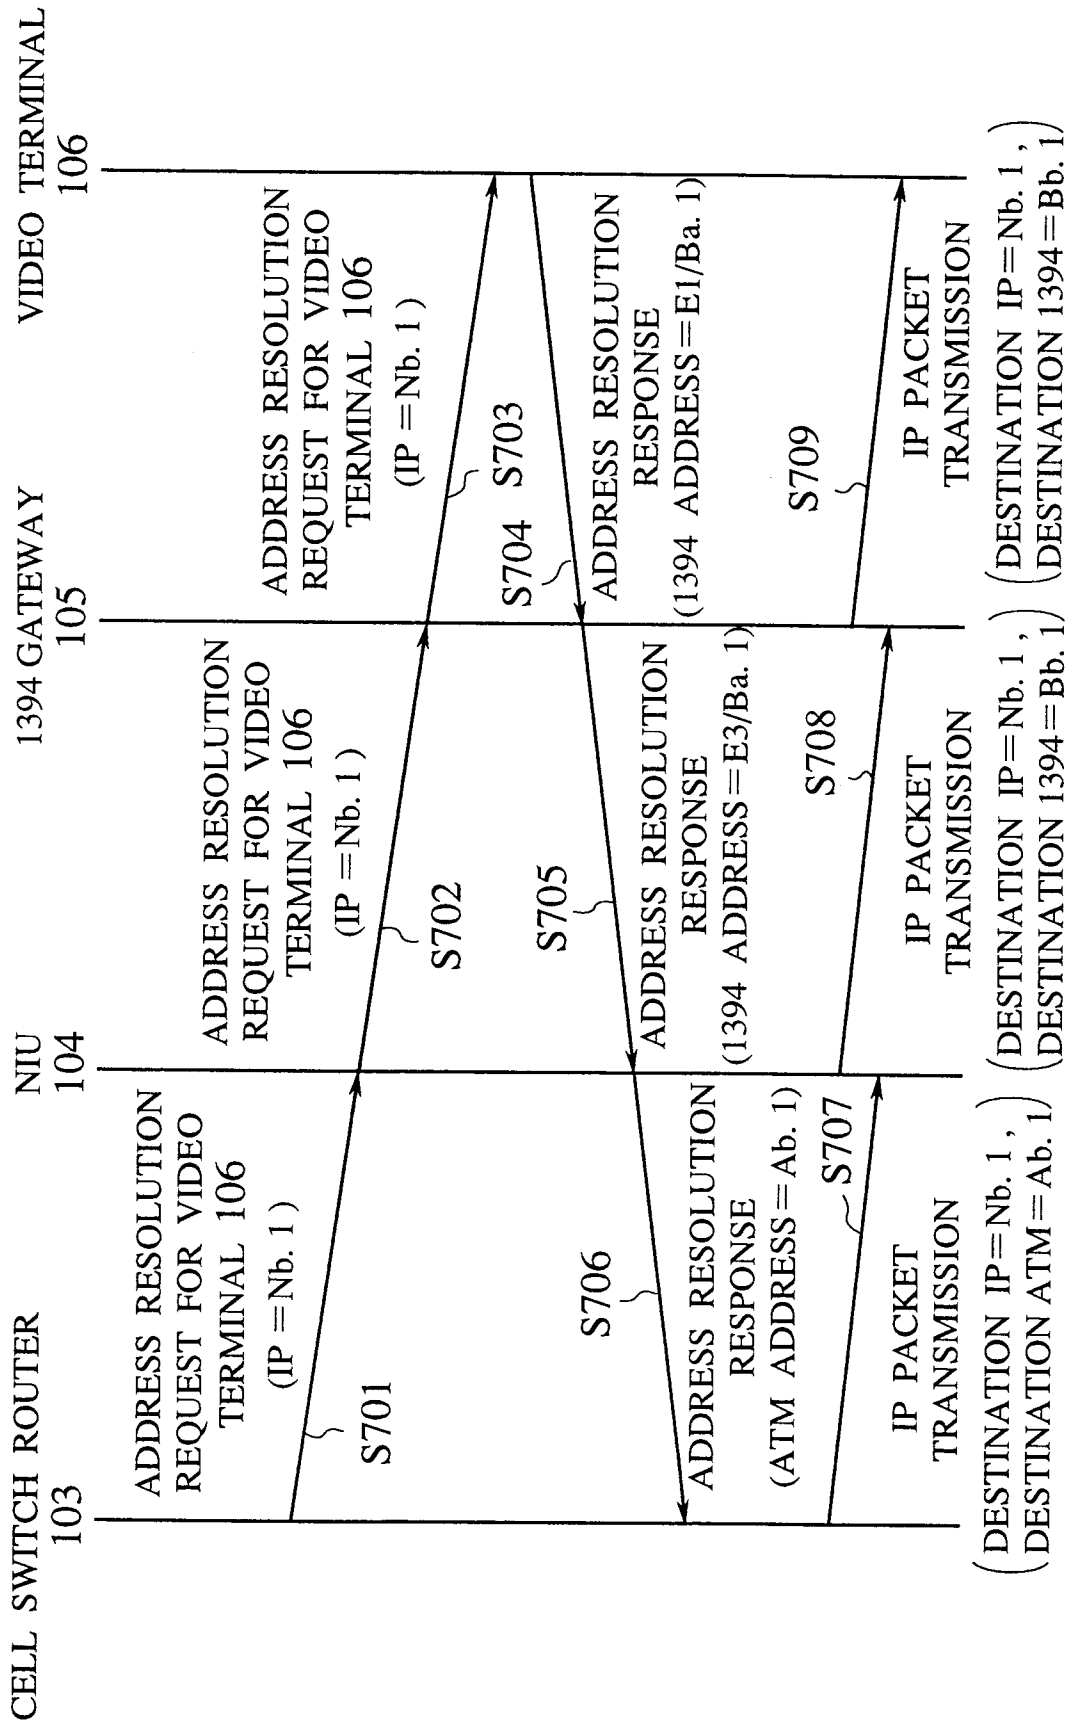 CELL SWITCH ROUTER
103
NIU
104
1394 GATEWAY
105
VIDEO TERMINAL
106
ADDRESS RESOLUTION
REQUEST FOR VIDEO
TERMINAL 106
(IP=Nb. 1)
S701
ADDRESS RESOLUTION
REQUEST FOR VIDEO
TERMINAL 106
(IP=Nb. 1)
S702
ADDRESS RESOLUTION
REQUEST FOR VIDEO
TERMINAL 106
(IP=Nb. 1)
S703
S704
ADDRESS RESOLUTION
RESPONSE
(1394 ADDRESS=E1/Ba. 1)
S705
ADDRESS RESOLUTION
RESPONSE
(1394 ADDRESS=E3/Ba. 1)
S706
ADDRESS RESOLUTION
RESPONSE
(ATM ADDRESS=Ab. 1)
S707
IP PACKET
TRANSMISSION
(DESTINATION IP=Nb. 1,
DESTINATION ATM=Ab. 1)
S708
IP PACKET
TRANSMISSION
(DESTINATION IP=Nb. 1,
DESTINATION 1394=Bb. 1)
S709
IP PACKET
TRANSMISSION
(DESTINATION IP=Nb. 1,
DESTINATION 1394=Bb. 1)